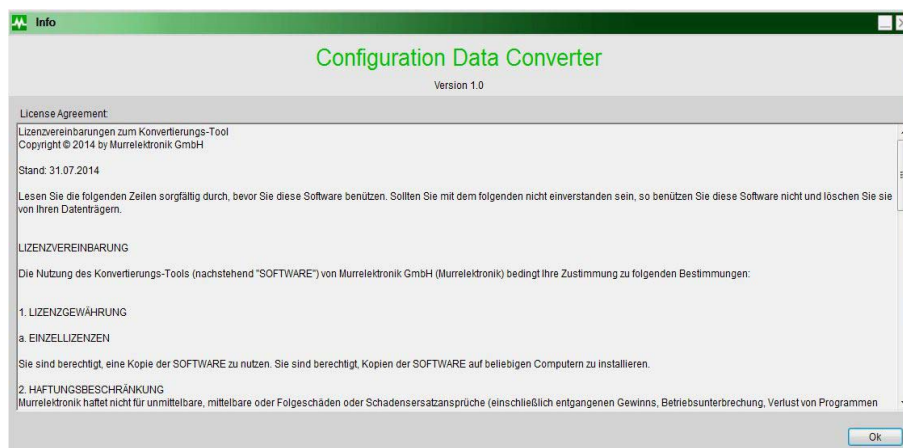 Info
Configuration Data Converter
Version 1.0
License Agreement:
Lizenzvereinbarungen zum Konvertierungs-Tool
Copyright © 2014 by Murrelektronik GmbH
Stand: 31.07.2014
Lesen Sie die folgenden Zeilen sorgfältig durch, bevor Sie diese Software benützen. Sollten Sie mit dem folgenden nicht einverstanden sein, so benützen Sie diese Software nicht und löschen Sie sie
von Ihren Datenträgern.
LIZENZVEREINBARUNG
Die Nutzung des Konvertierungs-Tools (nachstehend "SOFTWARE") von Murrelektronik GmbH (Murrelektronik) bedingt Ihre Zustimmung zu folgenden Bestimmungen:
1. LIZENZGEWÄHRUNG
a. EINZELLIZENZEN
Sie sind berechtigt, eine Kopie der SOFTWARE zu nutzen. Sie sind berechtigt, Kopien der SOFTWARE auf beliebigen Computern zu installieren.
2. HAFTUNGSBESCHRÄNKUNG
Murrelektronik haftet nicht für unmittelbare, mittelbare oder Folgeschäden oder Schadensersatzansprüche (einschließlich entgangenen Gewinns, Betriebsunterbrechung, Verlust von Programmen
Ok